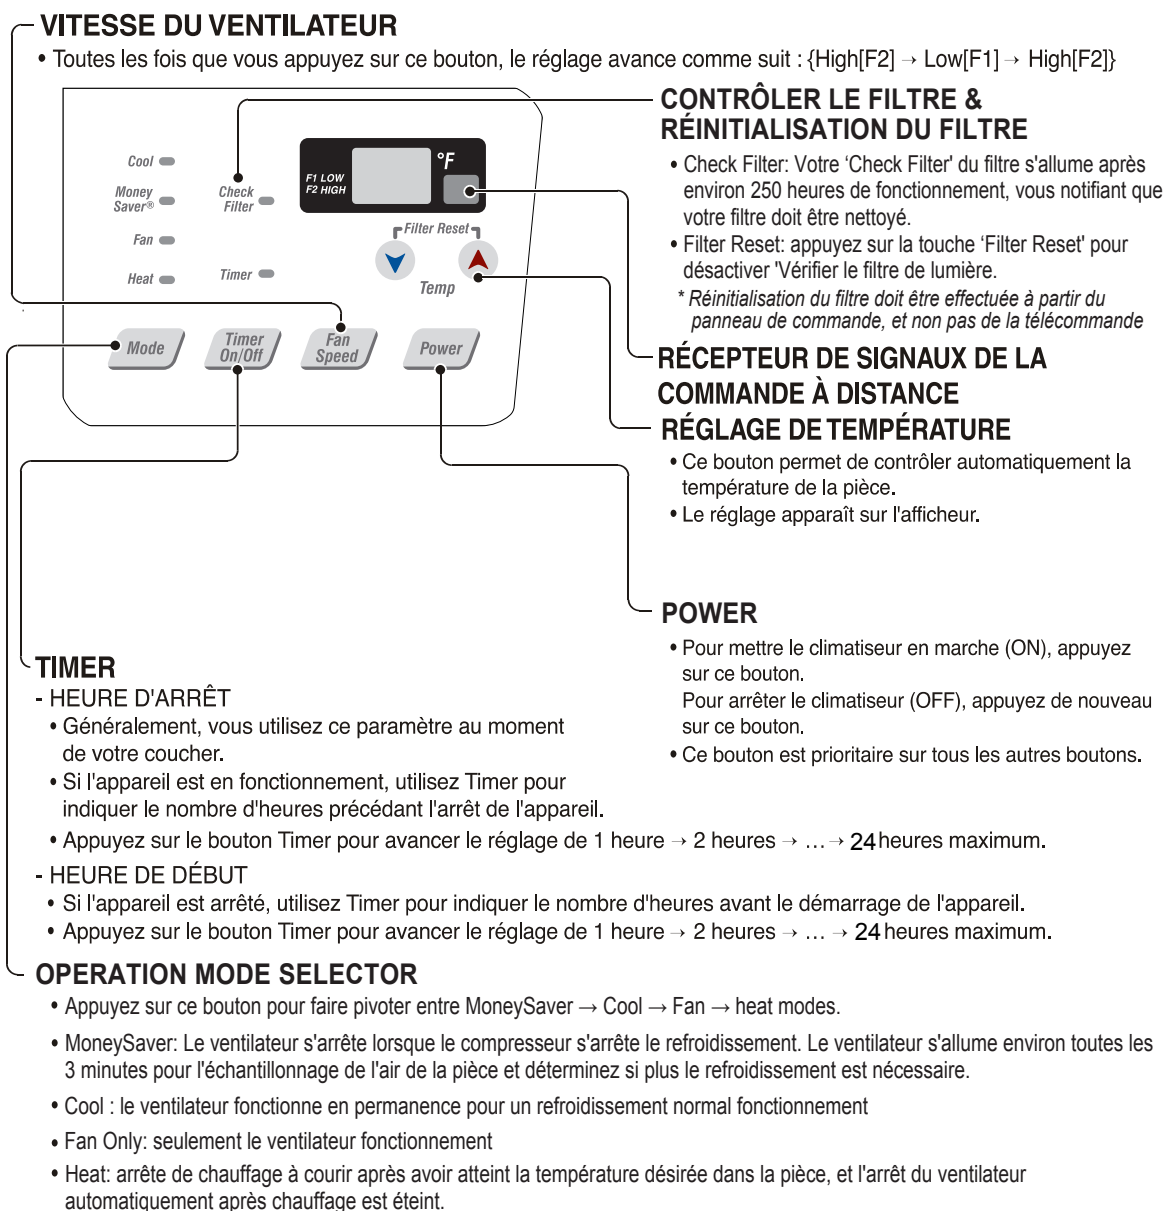 VITESSE DU VENTILATEUR
• Toutes les fois que vous appuyez sur ce bouton, le réglage avance comme suit : {High[F2] → Low[F1] → High[F2]}
Cool
Money
Saver®
Fan
Heat
Check
Filter
Timer
F1 LOW
F2 HIGH
°F
Filter Reset
Temp
Mode
Timer
On/Off
Fan
Speed
Power
CONTRÔLER LE FILTRE &
RÉINITIALISATION DU FILTRE
• Check Filter: Votre ‘Check Filter' du filtre s'allume après
environ 250 heures de fonctionnement, vous notifiant que
votre filtre doit être nettoyé.
• Filter Reset: appuyez sur la touche ‘Filter Reset' pour
désactiver 'Vérifier le filtre de lumière.
* Réinitialisation du filtre doit être effectuée à partir du
panneau de commande, et non pas de la télécommande
RÉCEPTEUR DE SIGNAUX DE LA
COMMANDE À DISTANCE
RÉGLAGE DE TEMPÉRATURE
• Ce bouton permet de contrôler automatiquement la
température de la pièce.
• Le réglage apparaît sur l'afficheur.
POWER
• Pour mettre le climatiseur en marche (ON), appuyez
sur ce bouton.
Pour arrêter le climatiseur (OFF), appuyez de nouveau
sur ce bouton.
• Ce bouton est prioritaire sur tous les autres boutons.
TIMER
- HEURE D'ARRÊT
• Généralement, vous utilisez ce paramètre au moment
de votre coucher.
• Si l'appareil est en fonctionnement, utilisez Timer pour
indiquer le nombre d'heures précédant l'arrêt de l'appareil.
• Appuyez sur le bouton Timer pour avancer le réglage de 1 heure → 2 heures → … → 24 heures maximum.
- HEURE DE DÉBUT
• Si l'appareil est arrêté, utilisez Timer pour indiquer le nombre d'heures avant le démarrage de l'appareil.
• Appuyez sur le bouton Timer pour avancer le réglage de 1 heure → 2 heures → … → 24 heures maximum.
OPERATION MODE SELECTOR
• Appuyez sur ce bouton pour faire pivoter entre MoneySaver → Cool → Fan → heat modes.
• MoneySaver: Le ventilateur s'arrête lorsque le compresseur s'arrête le refroidissement. Le ventilateur s'allume environ toutes les
3 minutes pour l'échantillonnage de l'air de la pièce et déterminez si plus le refroidissement est nécessaire.
• Cool : le ventilateur fonctionne en permanence pour un refroidissement normal fonctionnement
• Fan Only: seulement le ventilateur fonctionnement
• Heat: arrête de chauffage à courir après avoir atteint la température désirée dans la pièce, et l'arrêt du ventilateur
automatiquement après chauffage est éteint.